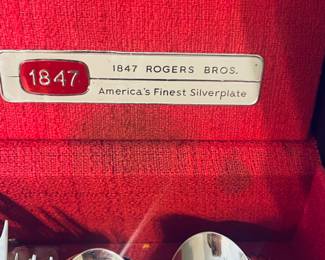 1847
1847 ROGERS BROS.
America's Finest Silverplate